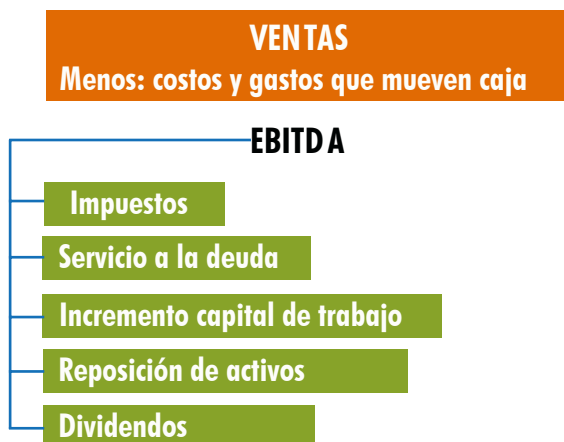 VENTAS
Menos: costos y gastos que mueven caja
EBITDA
Impuestos
Servicio a la deuda
Incremento capital de trabajo
Reposición de activos
Dividendos